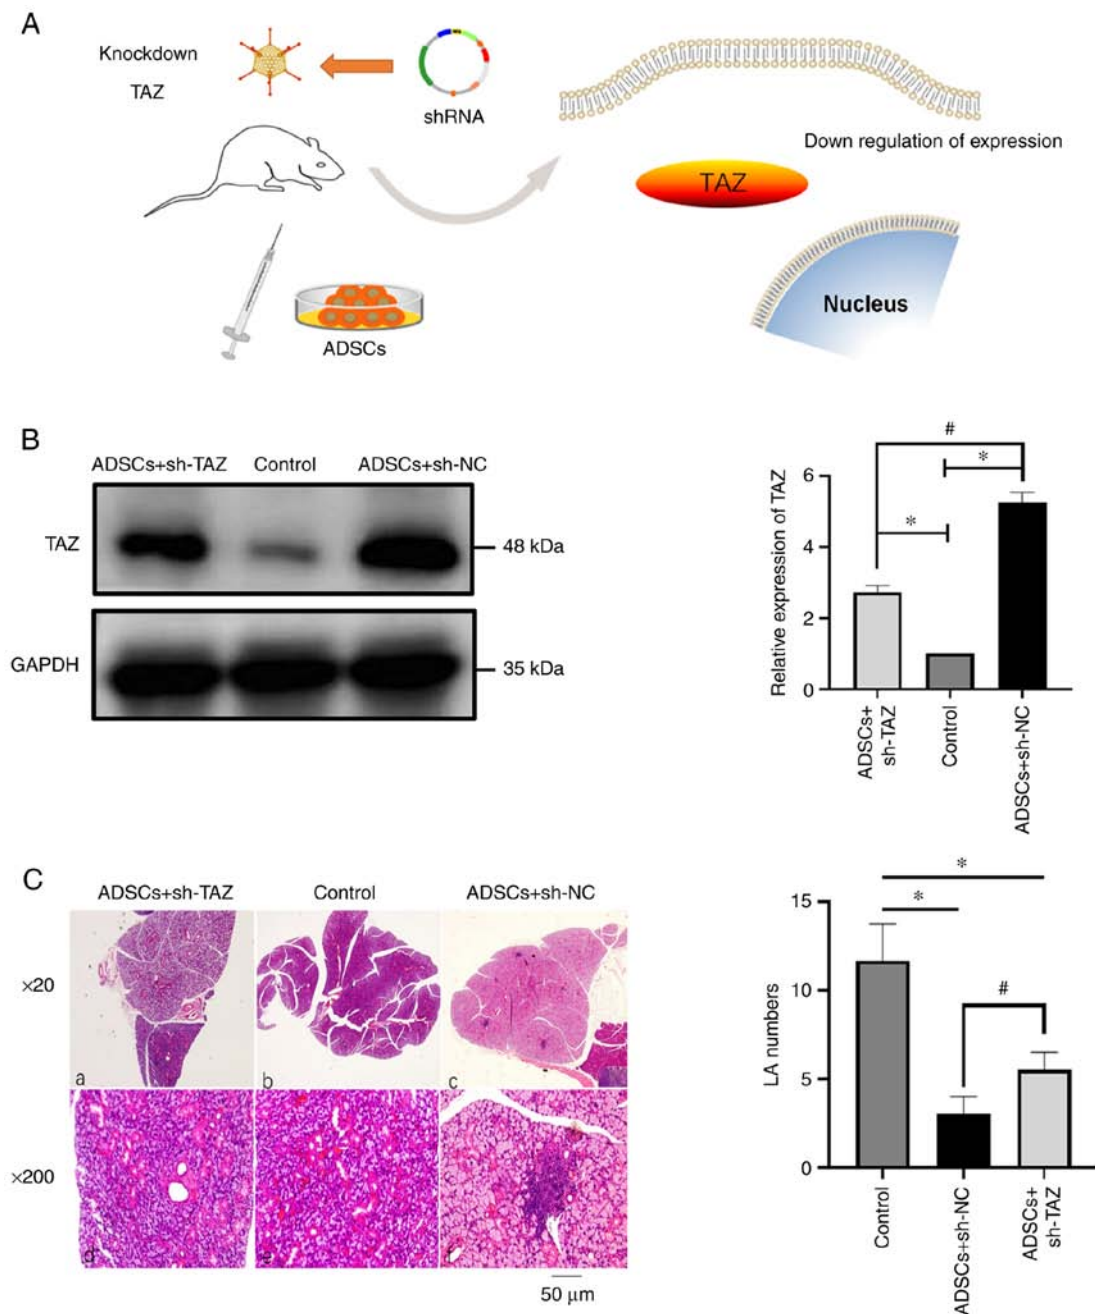 A
Knockdown
TAZ
shRNA
ADSCs
Down regulation of expression
TAZ
Nucleus
B
ADSCs+sh-TAZ Control ADSCs+sh-NC
TAZ
48 kDa
GAPDH
35 kDa
#
*
*
Relative expression of TAZ
6
4
2
0
ADSCs+
sh-TAZ
Control
ADSCs+sh-NC
C
ADSCs+sh-TAZ Control ADSCs+sh-NC
×20
a b c
×200
d e f
50 µm
*
*
#
LA numbers
15
10
5
0
Control
ADSCs+sh-NC
ADSCs+
sh-TAZ